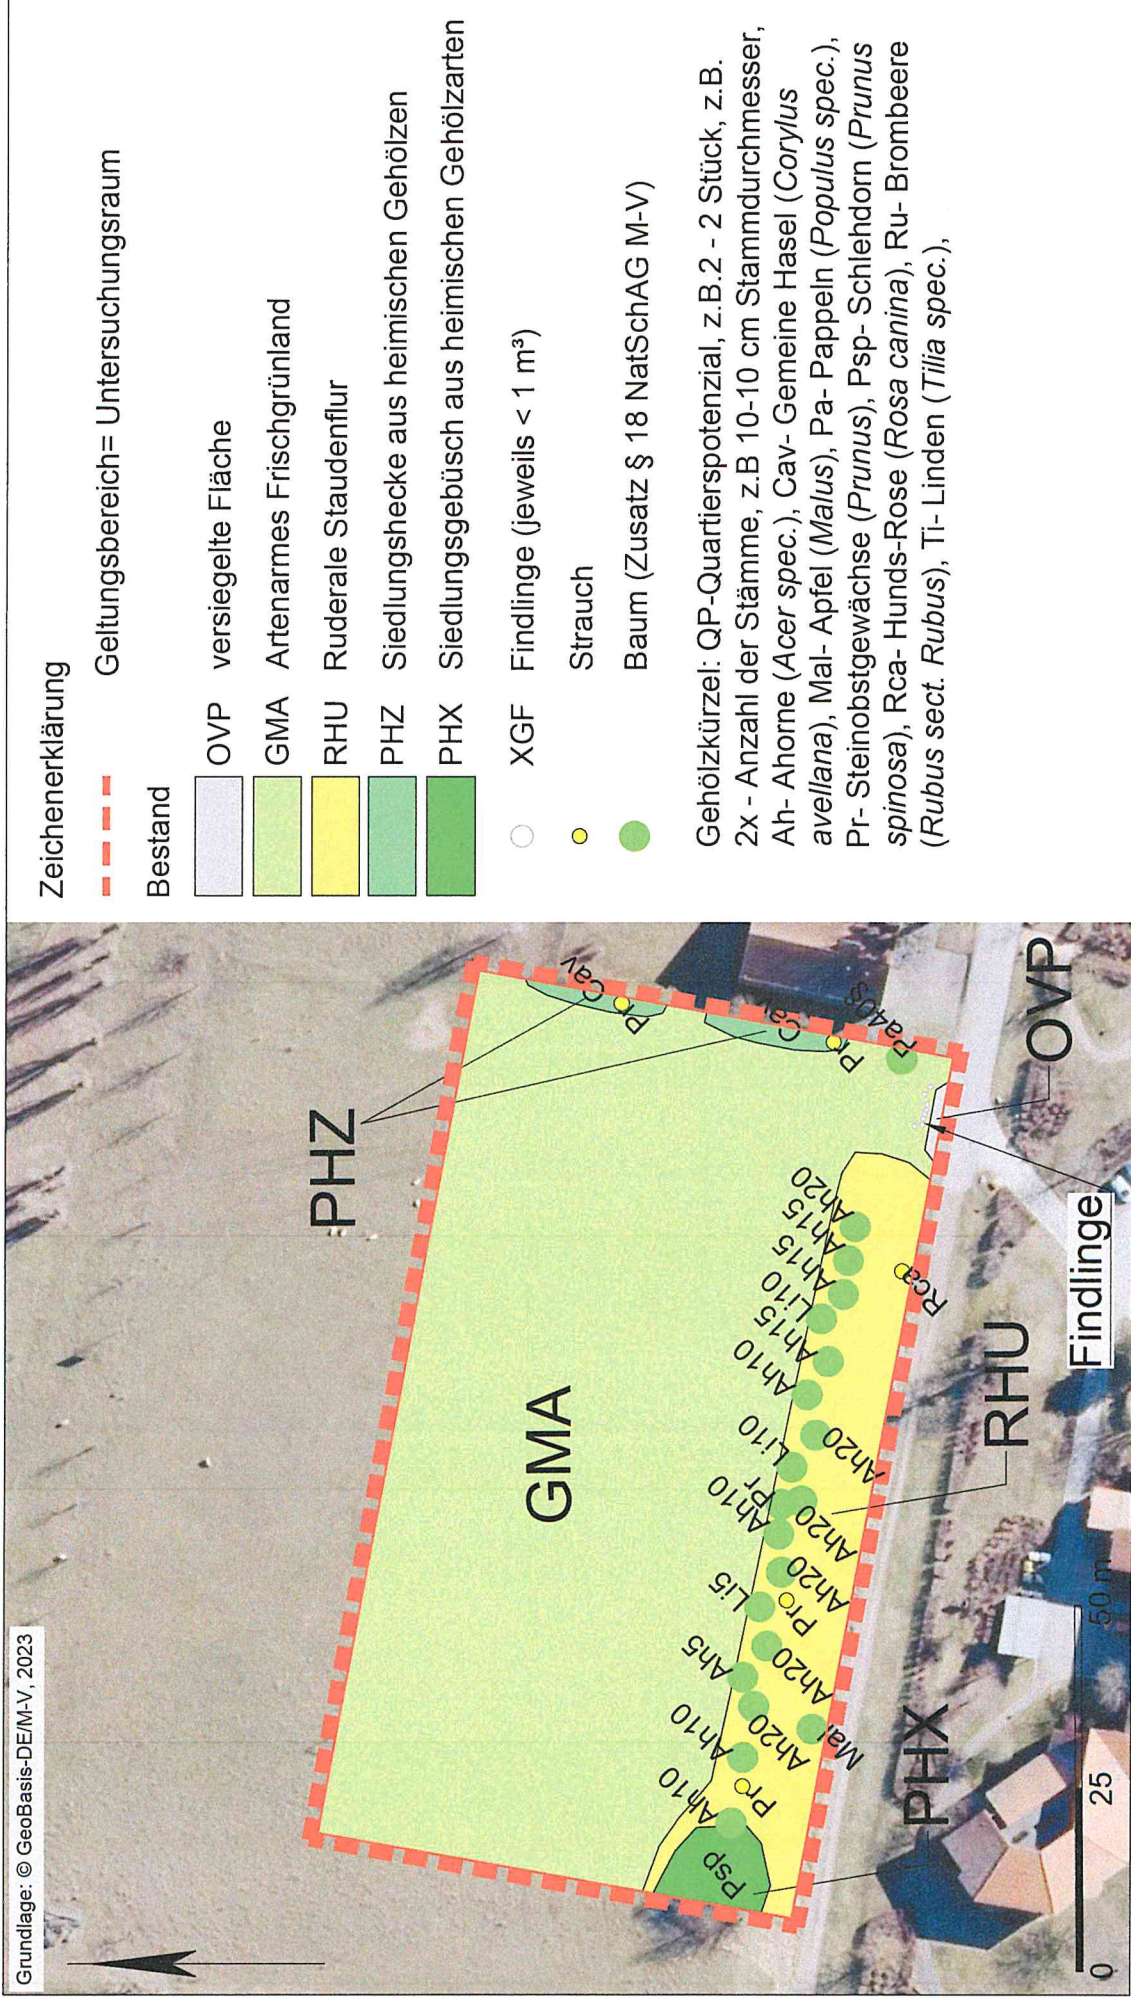 Grundlage: © GeoBasis-DE/M-V, 2023
PHZ
GMA
Cav
Pr
Cav
Pr
Pa40§
Ah10
Ah10
Ah5
Li5
Ah10
Pr
Li10
Ah10
Ah15
Li10
Ah15
Ah15
Ah20
Psp
Pr
Ah20
Mal
Ah20
Pr
Ah20
Ah20
Ah20
Rca
PHX
RHU
Findlinge
OVP
0
25
50 m
Zeichenerklärung
Geltungsbereich= Untersuchungsraum
Bestand
OVP versiegelte Fläche
GMA Artenarmes Frischgrünland
RHU Ruderale Staudenflur
PHZ Siedlungshecke aus heimischen Gehölzen
PHX Siedlungsgebüsch aus heimischen Gehölzarten
XGF Findlinge (jeweils < 1 m³)
Strauch
Baum (Zusatz § 18 NatSchAG M-V)
Gehölzkürzel: QP-Quartierspotenzial, z.B.2 - 2 Stück, z.B.
2x - Anzahl der Stämme, z.B 10-10 cm Stammdurchmesser,
Ah- Ahorne (Acer spec.), Cav- Gemeine Hasel (Corylus
avellana), Mal- Apfel (Malus), Pa- Pappeln (Populus spec.),
Pr- Steinobstgewächse (Prunus), Psp- Schlehdorn (Prunus
spinosa), Rca- Hunds-Rose (Rosa canina), Ru- Brombeere
(Rubus sect. Rubus), Ti- Linden (Tilia spec.),